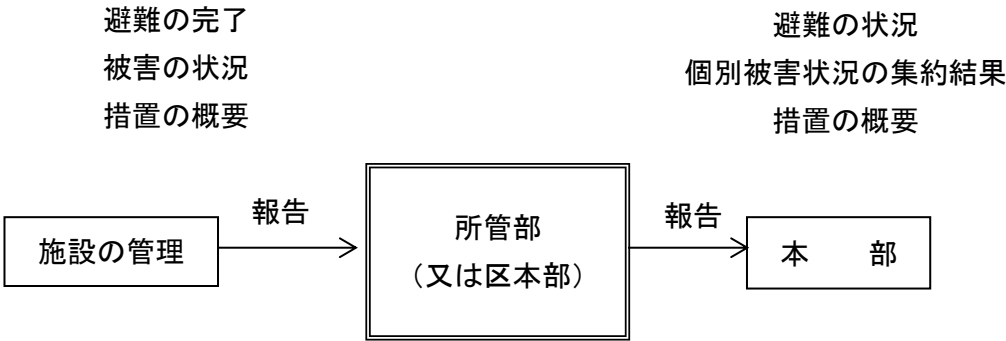 避難の完了
被害の状況
措置の概要
避難の状況
個別被害状況の集約結果
措置の概要
施設の管理
報告
所管部
（又は区本部）
報告
本　　部